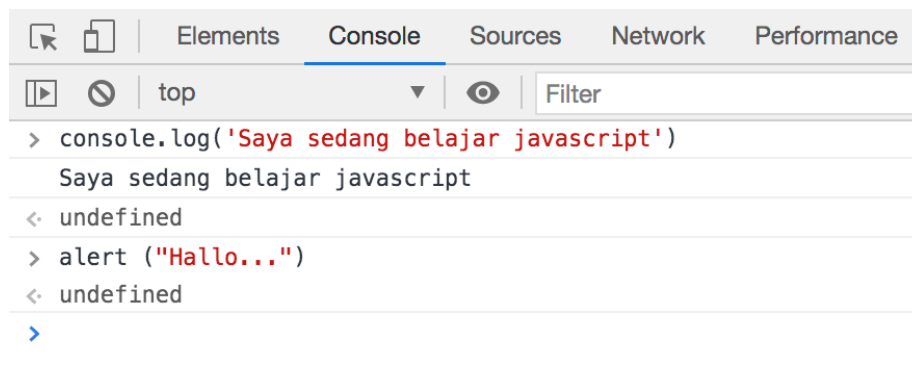 Elements Console Sources Network Performance
top Filter
> console.log('Saya sedang belajar javascript')
Saya sedang belajar javascript
<· undefined
> alert ("Hallo...")
<· undefined
>